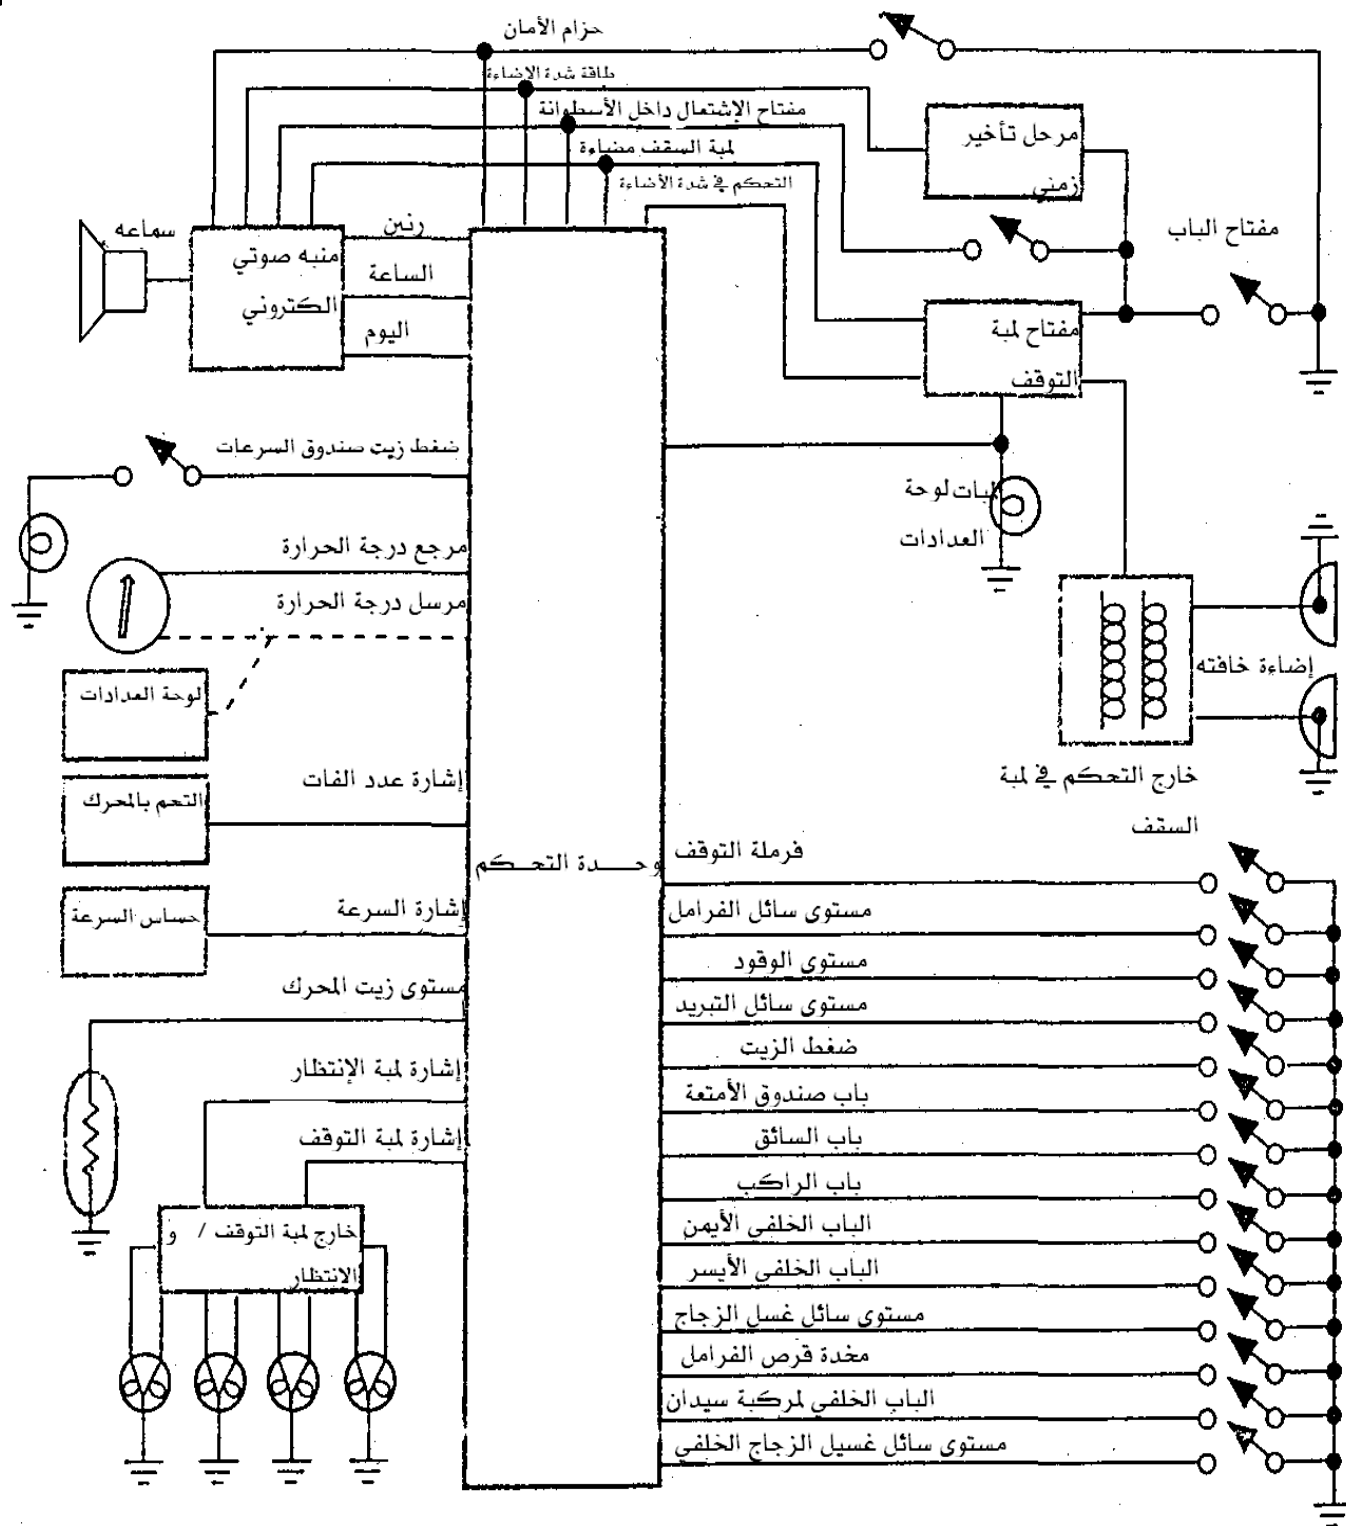 حزام الأمان
طاقة شدة الإضاءة
مفتاح الإشتعال داخل الأسطوانة
لمبة السقف مضاءة
التحكم في شدة الأضاءة
مرحل تأخير
زمني
مفتاح الباب
سماعه
منبه صوتي
الكتروني
رنين
الساعة
اليوم
مفتاح لمبة
التوقف
ضغط زيت صندوق السرعات
لمبات لوحة
العدادات
مرجع درجة الحرارة
مرسل درجة الحرارة
لوحة العدادات
إضاءة خافته
خارج التحكم في لمبة
السقف
إشارة عدد الفات
التعم بالمحرك
وحـدة التحكـم
فرملة التوقف
إشارة السرعة
حساس السرعة
مستوى سائل الفرامل
مستوى الوقود
مستوى زيت المحرك
مستوى سائل التبريد
ضغط الزيت
إشارة لمبة الإنتظار
باب صندوق الأمتعة
إشارة لمبة التوقف
باب السائق
باب الراكب
خارج لمبة التوقف / و
الانتظار
الباب الخلفي الأيمن
الباب الخلفي الأيسر
مستوى سائل غسل الزجاج
مخدة قرص الفرامل
الباب الخلفي لمركبة سيدان
مستوى سائل غسيل الزجاج الخلفي